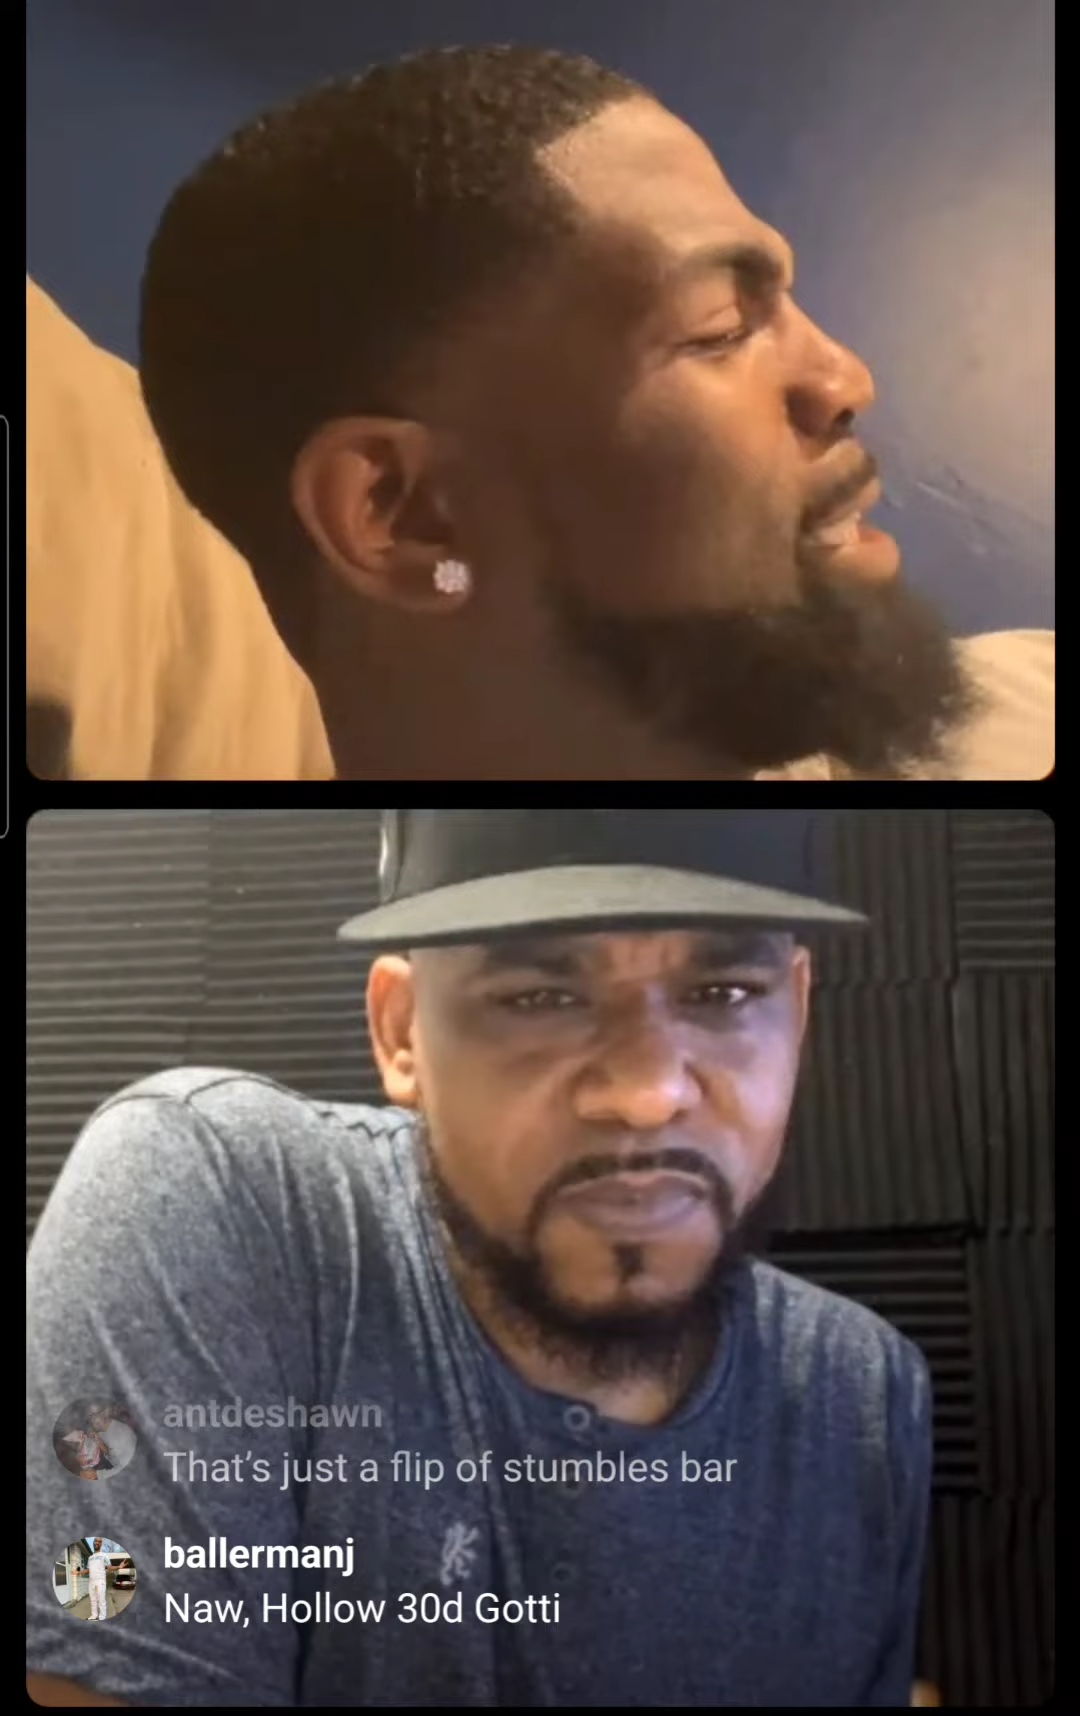 antdeshawn
That’s just a flip of stumbles bar
ballermanj
Naw, Hollow 30d Gotti